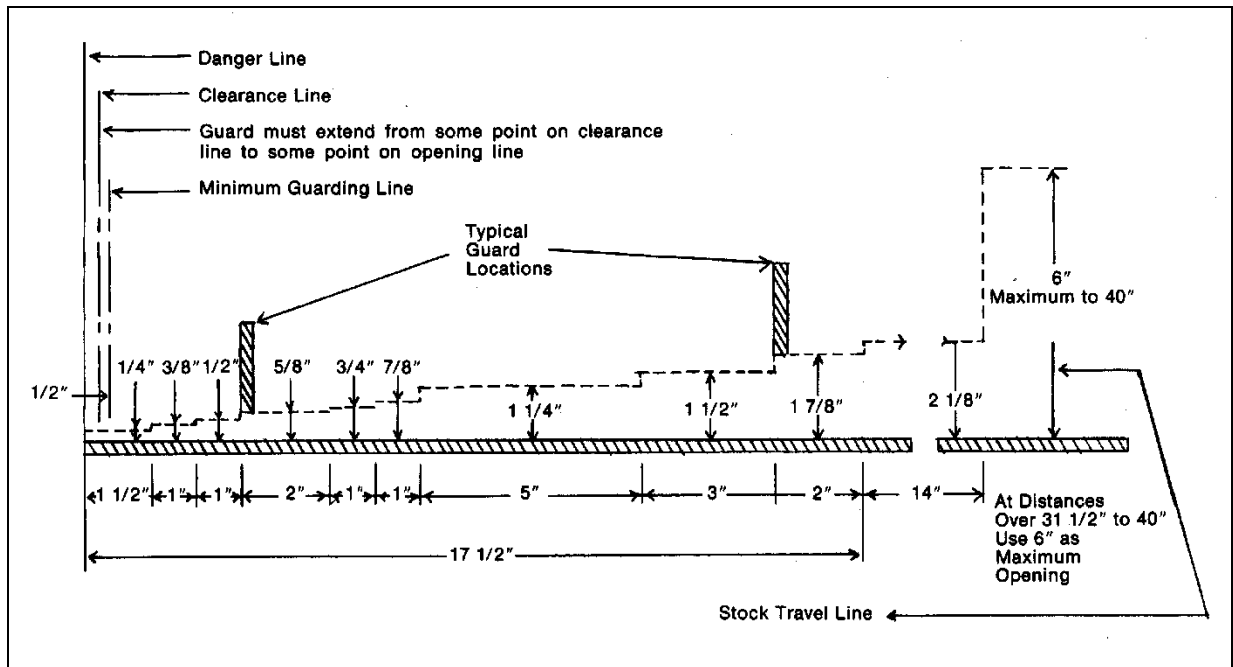 Danger Line
Clearance Line
Guard must extend from some point on clearance
line to some point on opening line
Minimum Guarding Line
Typical
Guard
Locations
6"
Maximum to 40"
1/4" 3/8" 1/2" 5/8" 3/4" 7/8"
1/2"
1 1/4" 1 1/2" 1 7/8" 2 1/8"
1 1/2" 1" 1" 2" 1" 1" 5" 3" 2" 14"
At Distances
Over 31 1/2" to 40"
Use 6" as
Maximum
Opening
17 1/2"
Stock Travel Line